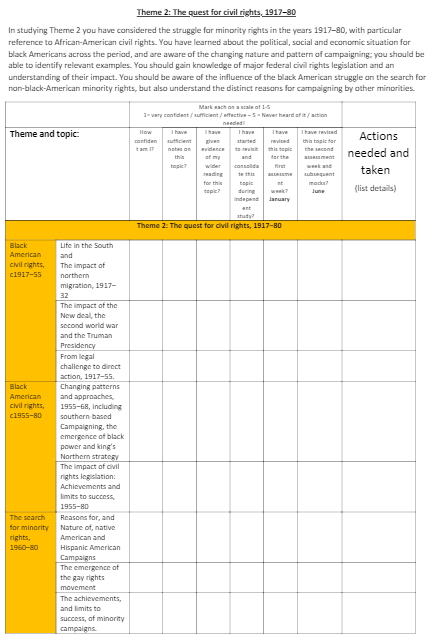 Theme 2: The quest for civil rights, 1917–80
In studying Theme 2 you have considered the struggle for minority rights in the years 1917–80, with particular
reference to African-American civil rights. You have learned about the political, social and economic situation for
black Americans across the period, and are aware of the changing nature and pattern of campaigning; you should be
able to identify relevant examples. You should gain knowledge of major federal civil rights legislation and an
understanding of their impact. You should be aware of the influence of the black American struggle on the search for
non-black-American minority rights, but also understand the distinct reasons for campaigning by other minorities.
Theme and topic:
Mark each on a scale of 1-5
1= very confident / sufficient / effective – 5 = Never heard of it / action
needed!
How
confiden
t am I?
I have
sufficient
notes on
this
topic?
I have
given
evidence
of my
wider
reading
for this
topic?
I have
started
to revisit
and
consolida
te this
topic
during
independ
ent
study?
I have
revised
this topic
for the
first
assessme
nt
week?
January
I have revised
this topic for
the second
assessment
week and
subsequent
mocks?
June
Actions
needed and
taken
(list details)
Theme 2: The quest for civil rights, 1917–80
Black
American
civil rights,
c1917–55
Life in the South
and
The impact of
northern
migration, 1917–
32
The impact of the
New deal, the
second world war
and the Truman
Presidency
From legal
challenge to direct
action, 1917–55.
Black
American
civil rights,
c1955–80
Changing patterns
and approaches,
1955–68, including
southern-based
Campaigning, the
emergence of black
power and king's
Northern strategy
The impact of civil
rights legislation:
Achievements and
limits to success,
1955–80
The search
for minority
rights,
1960–80
Reasons for, and
Nature of, native
American and
Hispanic American
Campaigns
The emergence of
the gay rights
movement
The achievements,
and limits to
success, of minority
campaigns.